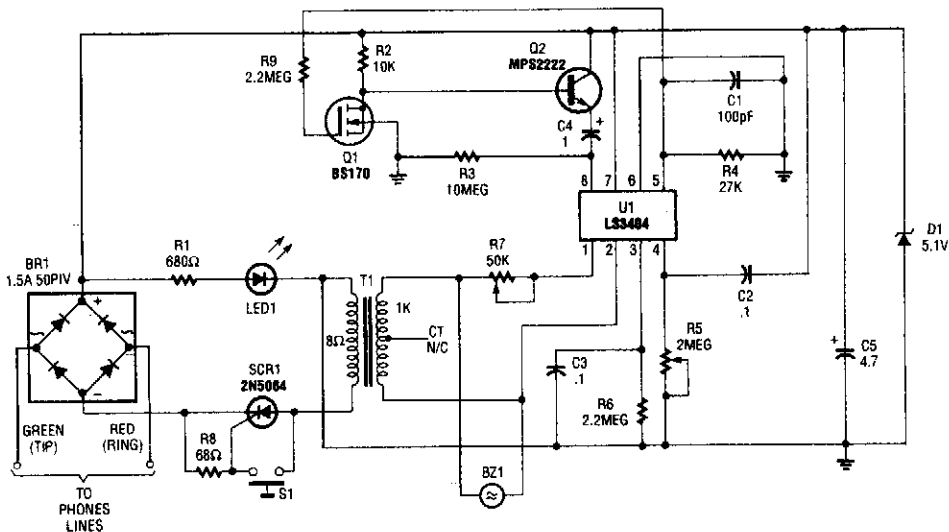 R9
2.2MEG
R2
10K
Q2
MPS2222
C4
1
+
C1
100pF
Q1
BS170
R3
10MEG
R4
27K
8
7
6
5
U1
LS3404
1
2
3
4
D1
5.1V
BR1
1.5A 50PIV
R1
680Ω
LED1
T1
8Ω
1K
CT
N/C
R7
50K
C2
.1
R5
2MEG
C3
.1
R6
2.2MEG
+
C5
4.7
+
−
SCR1
2N5064
GREEN
(TIP)
RED
(RING)
R8
68Ω
S1
BZ1
TO
PHONES
LINES